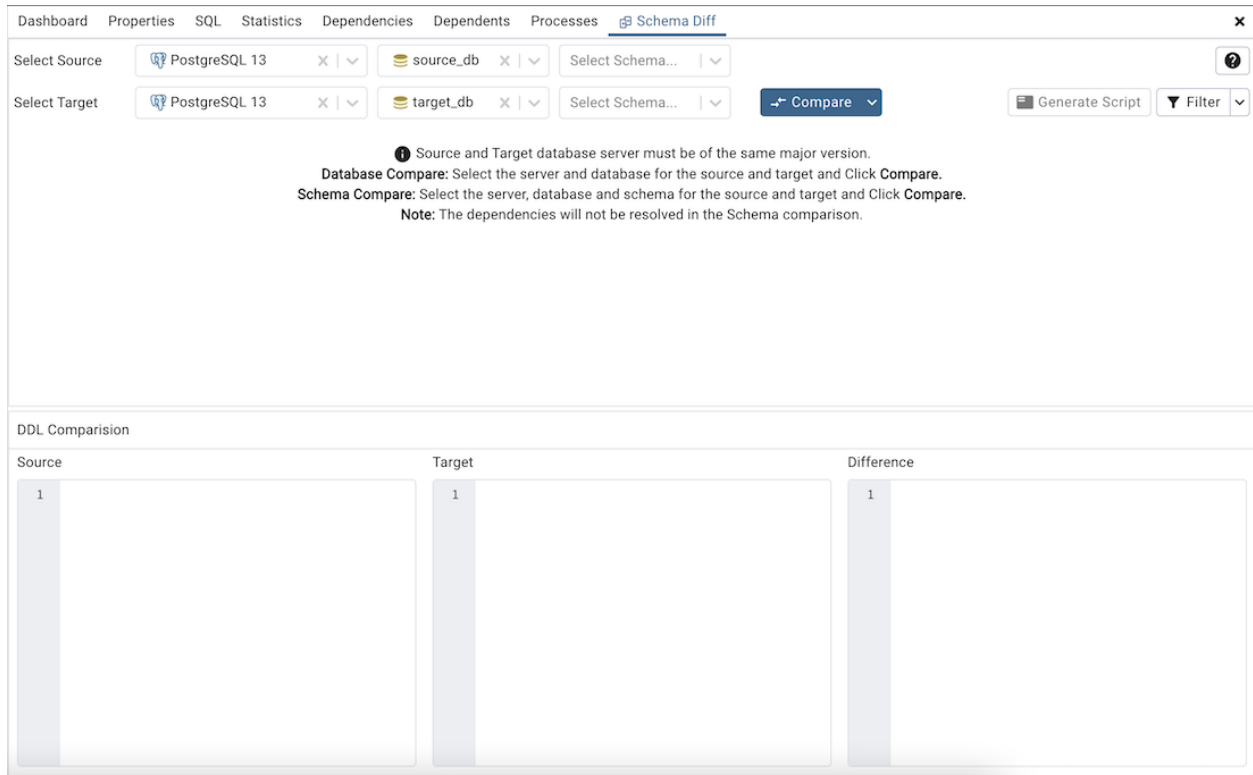 Dashboard Properties SQL Statistics Dependencies Dependents Processes Schema Diff
Select Source PostgreSQL 13 source_db Select Schema...
Select Target PostgreSQL 13 target_db Select Schema... Compare Generate Script Filter
Source and Target database server must be of the same major version.
Database Compare: Select the server and database for the source and target and Click Compare.
Schema Compare: Select the server, database and schema for the source and target and Click Compare.
Note: The dependencies will not be resolved in the Schema comparison.
DDL Comparision
Source Target Difference
1 1 1